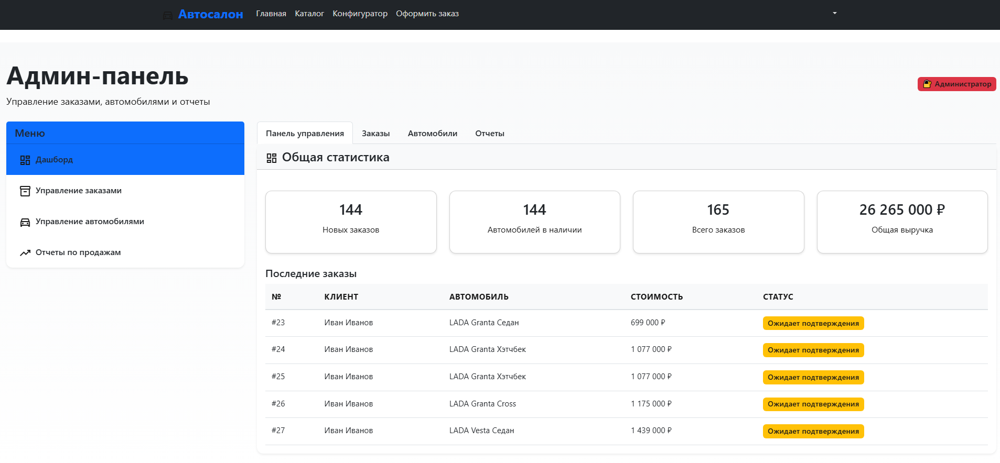 Автосалон Главная Каталог Конфигуратор Оформить заказ
Админ-панель
Управление заказами, автомобилями и отчеты
Администратор
Меню
Дашборд
Управление заказами
Управление автомобилями
Отчеты по продажам
Панель управления Заказы Автомобили Отчеты
Общая статистика
144
Новых заказов
144
Автомобилей в наличии
165
Всего заказов
26 265 000 ₽
Общая выручка
Последние заказы
№ КЛИЕНТ АВТОМОБИЛЬ СТОИМОСТЬ СТАТУС
#23 Иван Иванов LADA Granta Седан 699 000 ₽ Ожидает подтверждения
#24 Иван Иванов LADA Granta Хэтчбек 1 077 000 ₽ Ожидает подтверждения
#25 Иван Иванов LADA Granta Хэтчбек 1 077 000 ₽ Ожидает подтверждения
#26 Иван Иванов LADA Granta Cross 1 175 000 ₽ Ожидает подтверждения
#27 Иван Иванов LADA Vesta Седан 1 439 000 ₽ Ожидает подтверждения